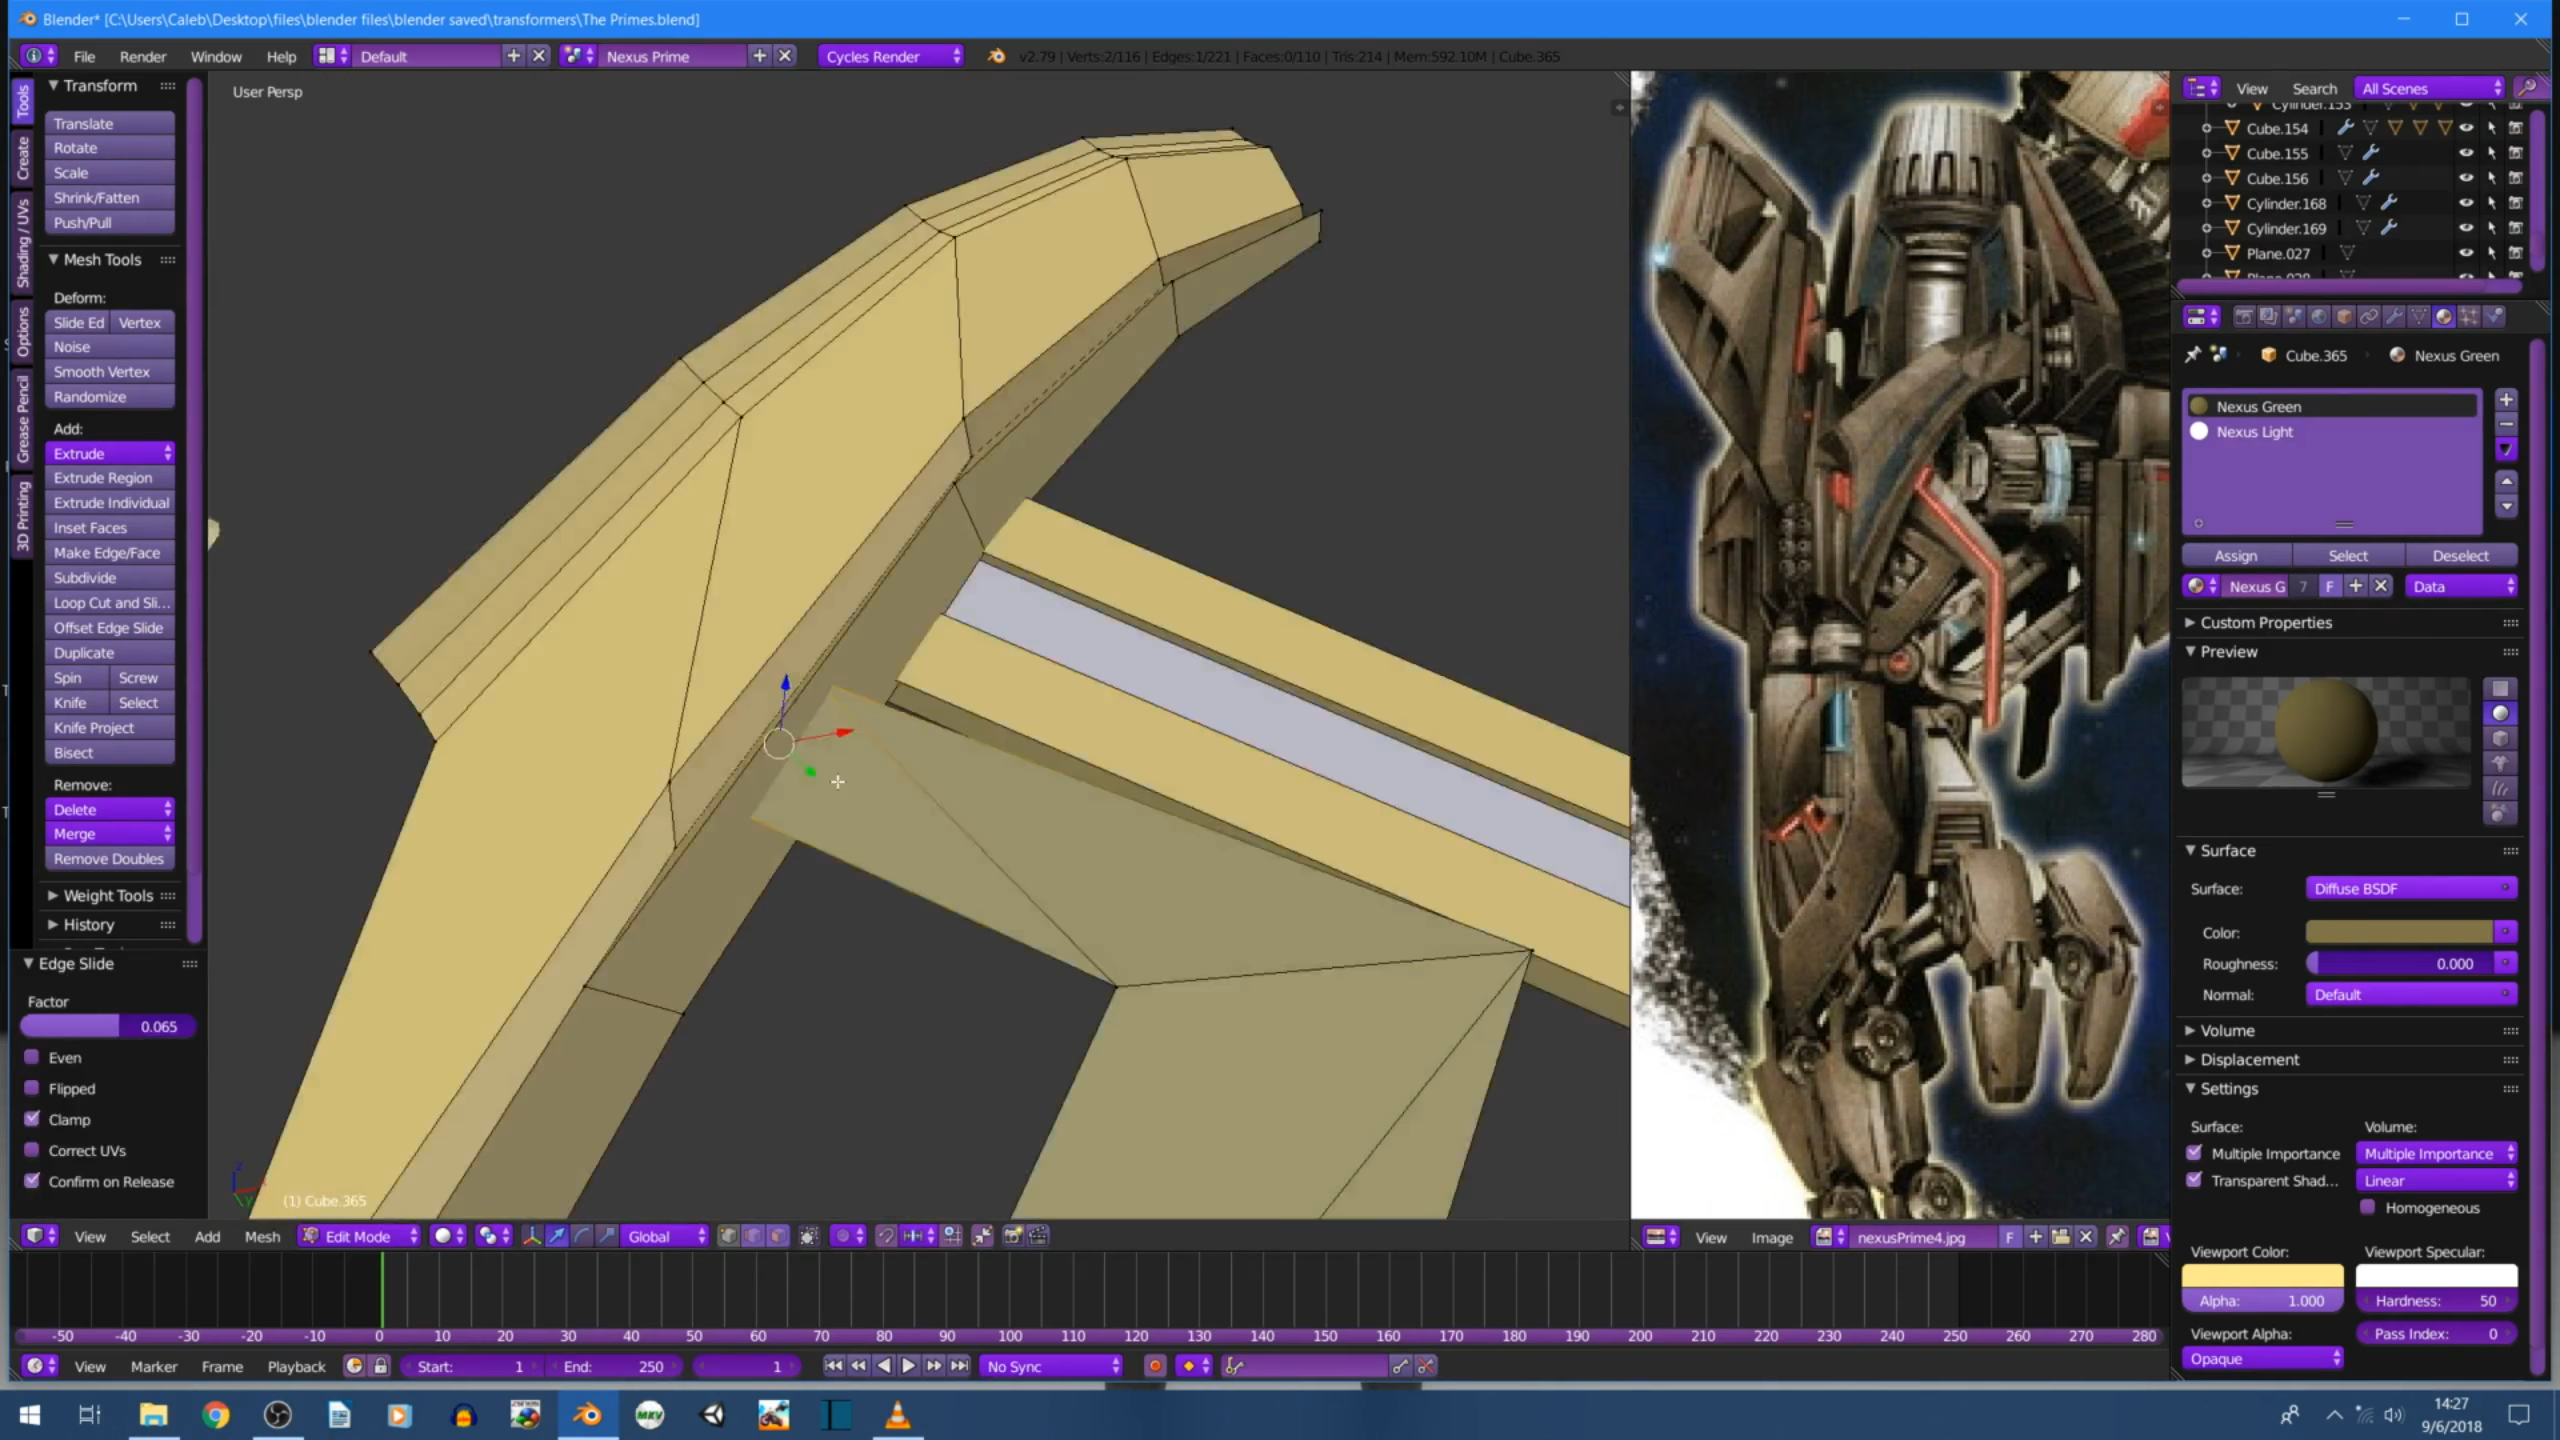 Blender* [C:\Users\Caleb\Desktop\files\blender files\blender saved\transformers\The Primes.blend]
File Render Window Help Default Nexus Prime Cycles Render v2.79 | Verts:2/116 | Edges:1/221 | Faces:0/110 | Tris:214 | Mem:592.10M | Cube.365
Tools
Create
Shading / UVs
Options
Grease Pencil
3D Printing
Transform
Translate
Rotate
Scale
Shrink/Fatten
Push/Pull
Mesh Tools
Deform:
Slide Ed Vertex
Noise
Smooth Vertex
Randomize
Add:
Extrude
Extrude Region
Extrude Individual
Inset Faces
Make Edge/Face
Subdivide
Loop Cut and Sli...
Offset Edge Slide
Duplicate
Spin Screw
Knife Select
Knife Project
Bisect
Remove:
Delete
Merge
Remove Doubles
Weight Tools
History
Edge Slide
Factor
0.065
Even
Flipped
Clamp
Correct UVs
Confirm on Release
User Persp
(1) Cube.365
View Select Add Mesh Edit Mode Global
View Image nexusPrime4.jpg F
View Search All Scenes
Cylinder.153
Cube.154
Cube.155
Cube.156
Cylinder.168
Cylinder.169
Plane.027
Cube.365 Nexus Green
Nexus Green
Nexus Light
Assign Select Deselect
Nexus G 7 F Data
Custom Properties
Preview
Surface
Surface: Diffuse BSDF
Color:
Roughness: 0.000
Normal: Default
Volume
Displacement
Settings
Surface: Volume:
Multiple Importance Multiple Importance
Transparent Shad... Linear
Homogeneous
Viewport Color: Viewport Specular:
Alpha: 1.000 Hardness: 50
Viewport Alpha: Pass Index: 0
Opaque
-50 -40 -30 -20 -10 0 10 20 30 40 50 60 70 80 90 100 110 120 130 140 150 160 170 180 190 200 210 220 230 240 250 260 270 280
View Marker Frame Playback Start: 1 End: 250 1 No Sync
MKV
14:27
9/6/2018